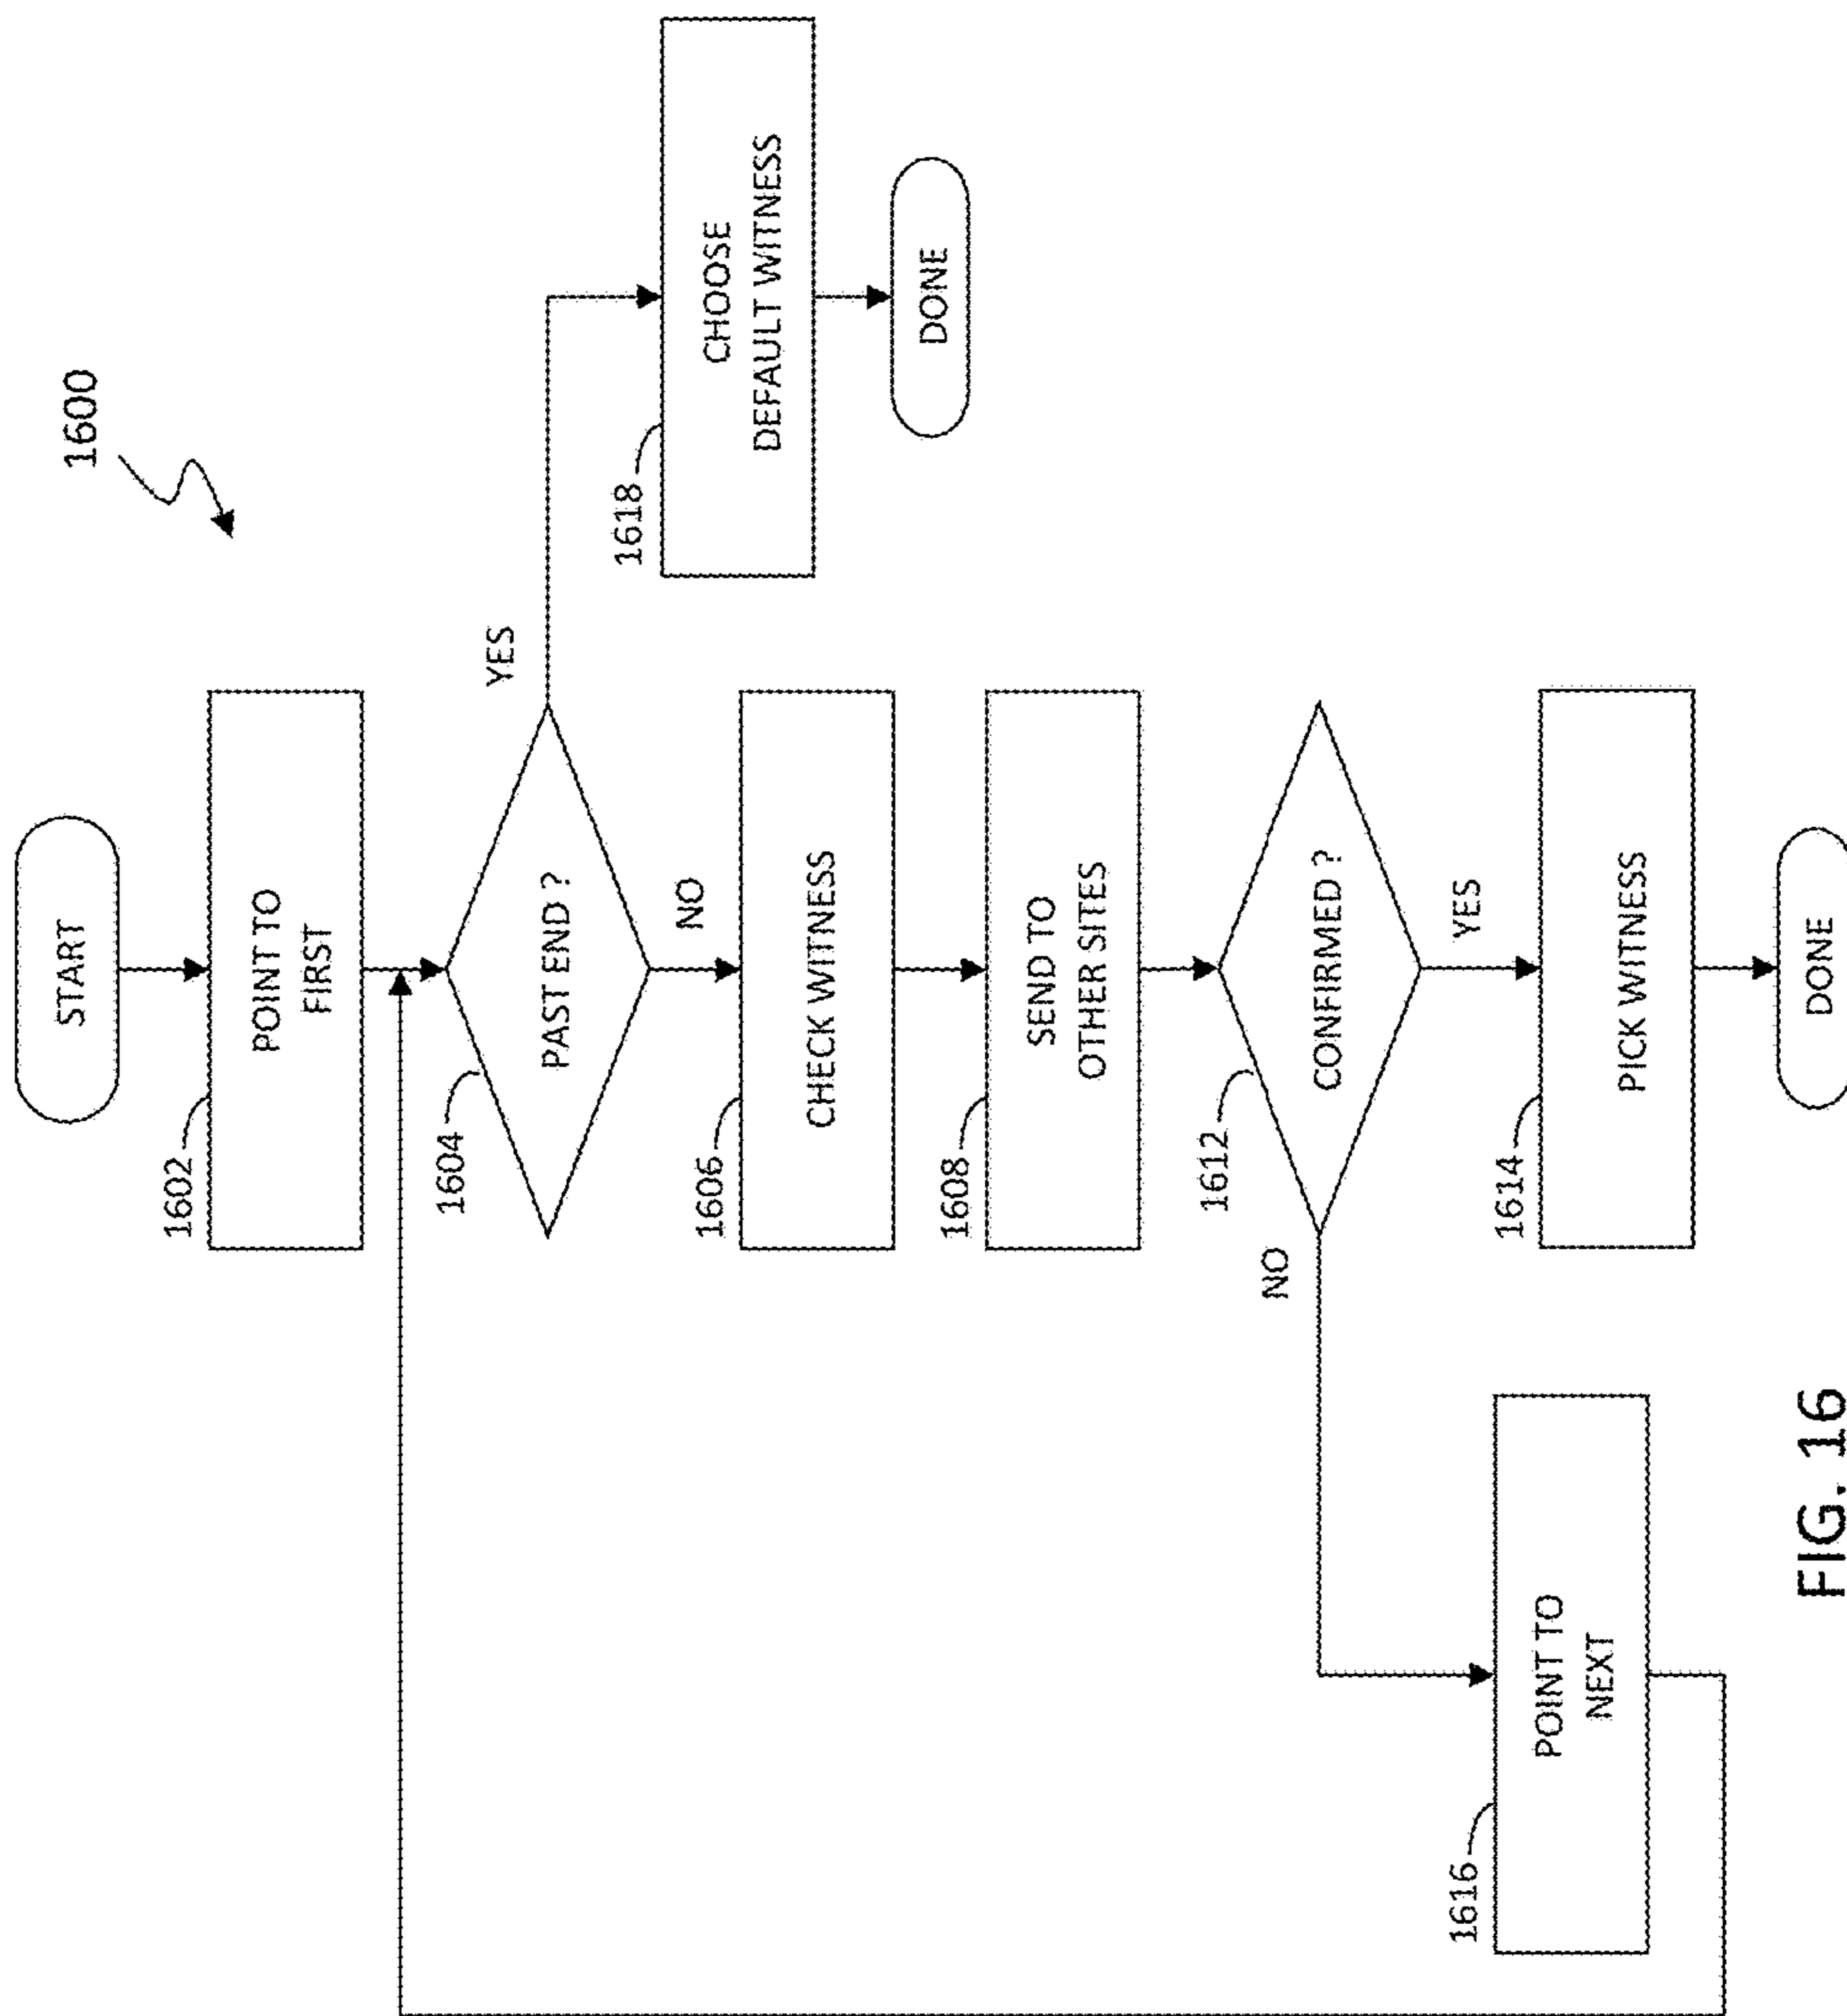 1600
START
1602
POINT TO
FIRST
1604
PAST END ?
YES
NO
1618
CHOOSE
DEFAULT WITNESS
DONE
1606
CHECK WITNESS
1608
SEND TO
OTHER SITES
1612
CONFIRMED ?
NO
YES
1616
POINT TO
NEXT
1614
PICK WITNESS
DONE
FIG. 16